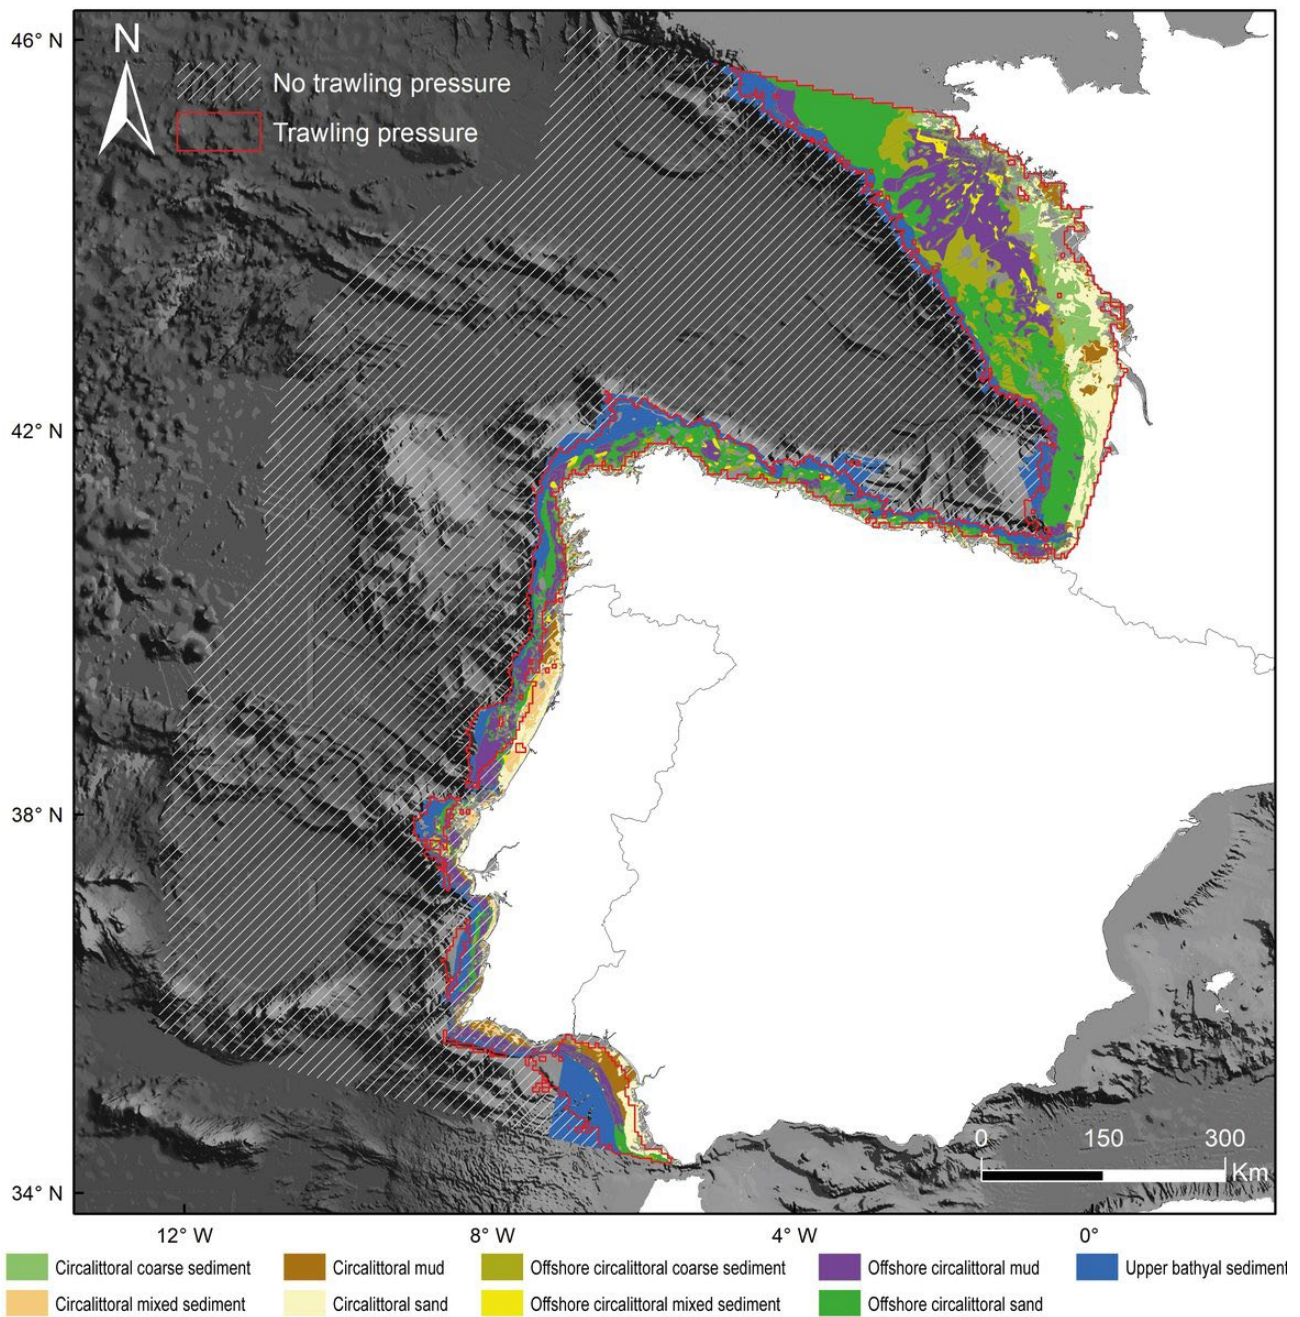 46° N
N
No trawling pressure
Trawling pressure
42° N
38° N
0 150 300
Km
34° N
12° W 8° W 4° W 0°
Circalittoral coarse sediment Circalittoral mud Offshore circalittoral coarse sediment Offshore circalittoral mud Upper bathyal sediment
Circalittoral mixed sediment Circalittoral sand Offshore circalittoral mixed sediment Offshore circalittoral sand